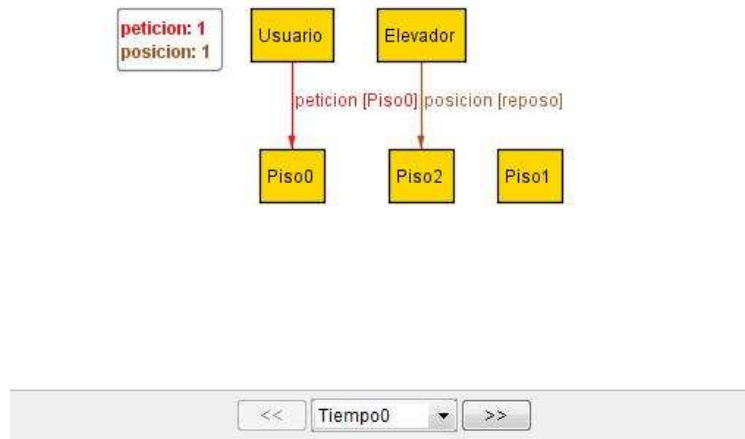 peticion: 1
posicion: 1
Usuario
Elevador
peticion [Piso0]
posicion [reposo]
Piso0
Piso2
Piso1
<<
Tiempo0
>>